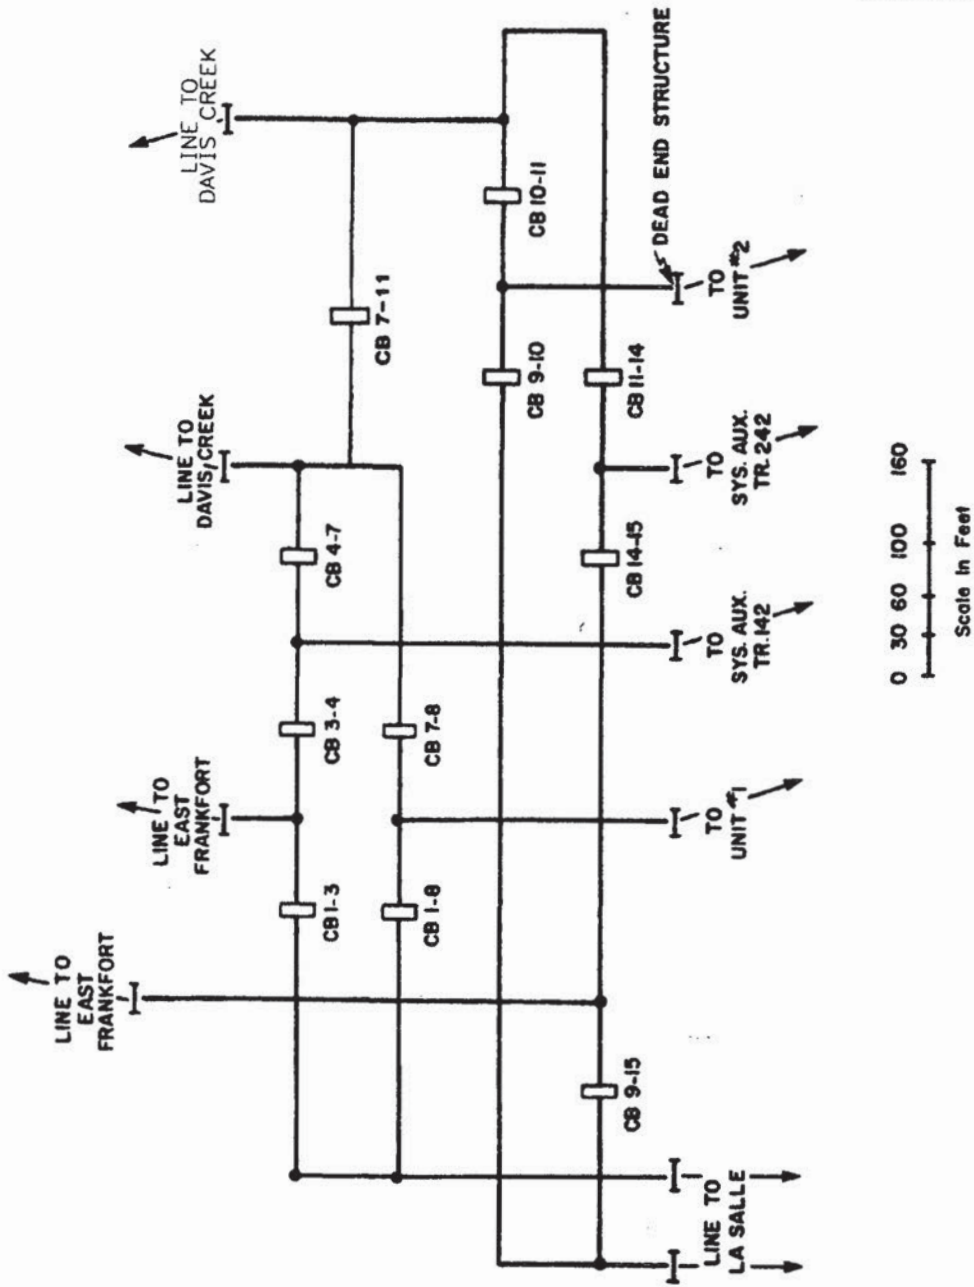 LINE TO
EAST
FRANKFORT
LINE TO
EAST
FRANKFORT
LINE TO
DAVIS CREEK
LINE TO
DAVIS CREEK
CB 1-3
CB 3-4
CB 4-7
CB 7-11
CB 1-8
CB 7-8
CB 9-10
CB 10-11
CB 9-15
CB 14-15
CB 11-14
DEAD END STRUCTURE
LINE TO
LA SALLE
TO
UNIT #1
TO
SYS. AUX.
TR. 142
TO
SYS. AUX.
TR. 242
TO
UNIT #2
0 30 60 100 160
Scale In Feet